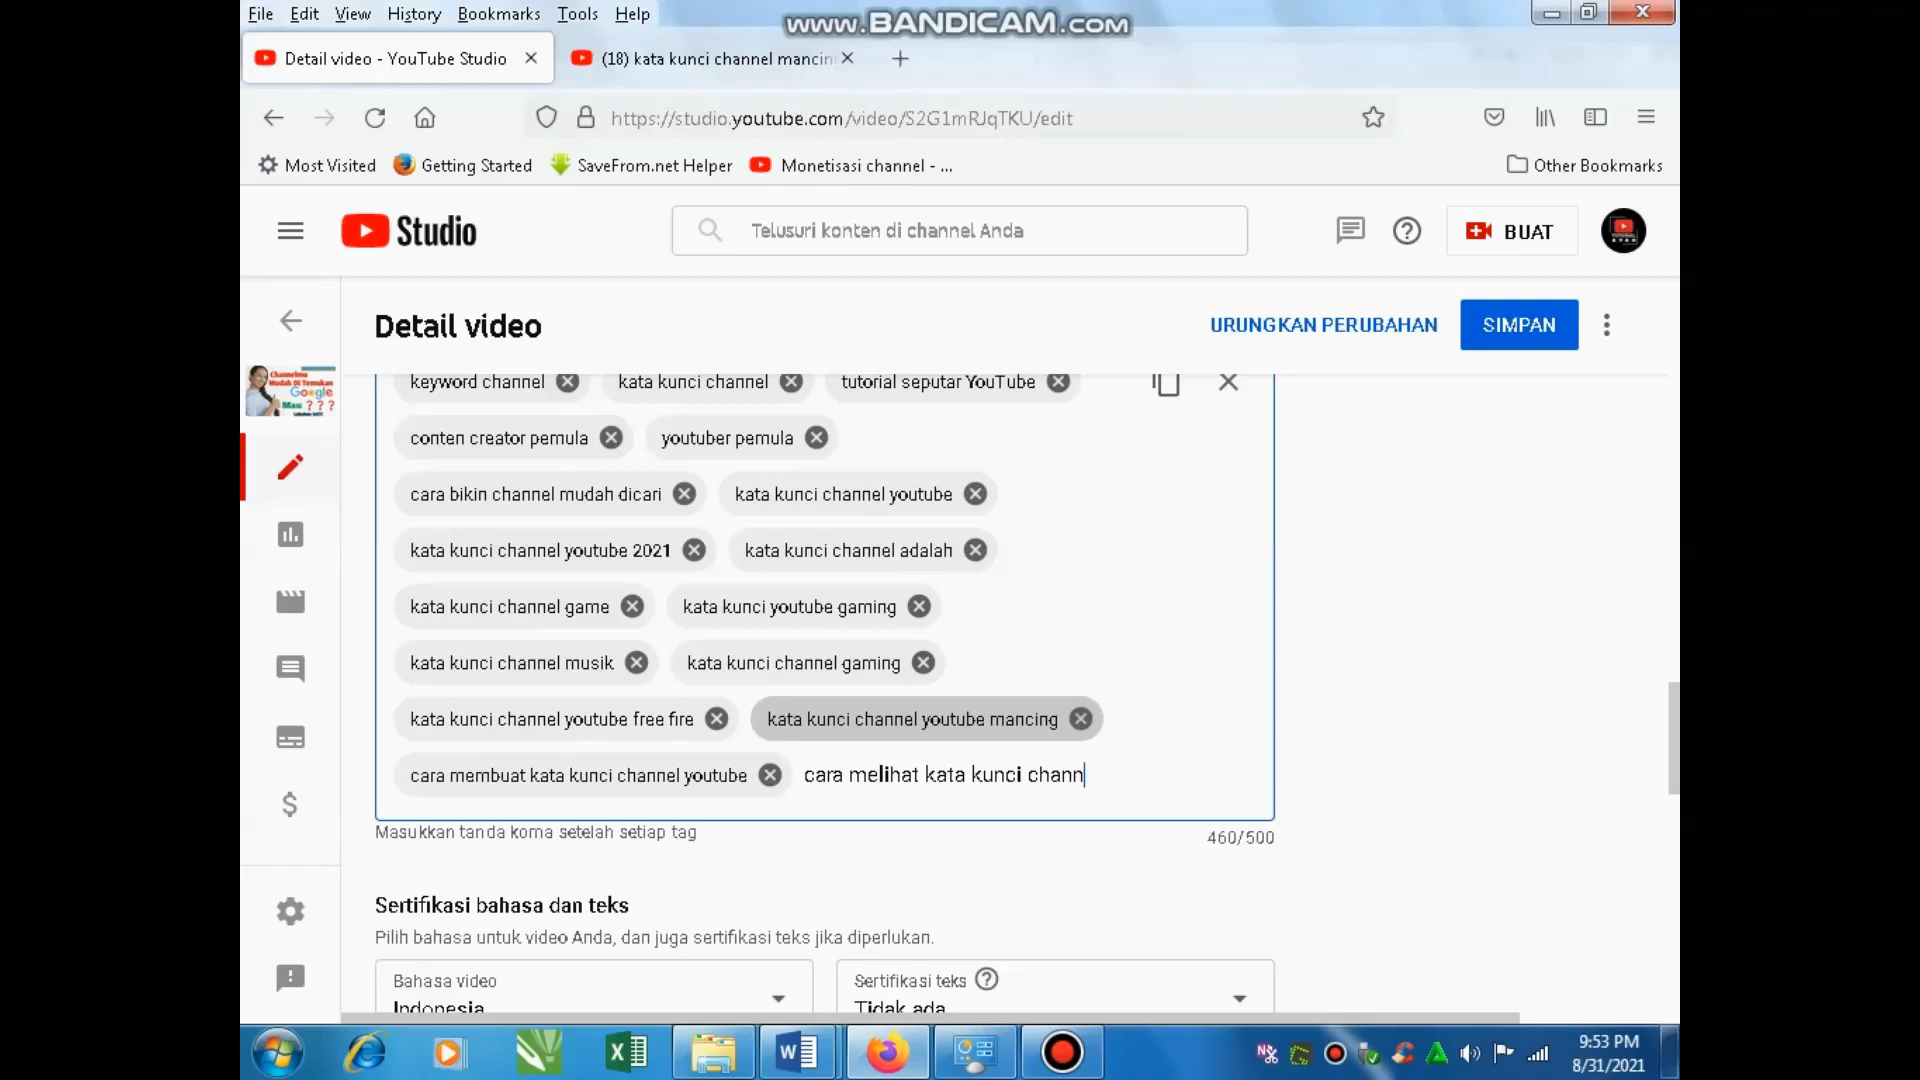 File Edit View History Bookmarks Tools Help
www.BANDICAM.com
Detail video - YouTube Studio
(18) kata kunci channel mancin
https://studio.youtube.com/video/S2G1mRJqTKU/edit
Most Visited Getting Started SaveFrom.net Helper Monetisasi channel - ... Other Bookmarks
Studio
Telusuri konten di channel Anda
BUAT
Detail video
URUNGKAN PERUBAHAN
SIMPAN
Channelmu
Mudah Di Temukan
Google
Mau ? ? ?
keyword channel kata kunci channel tutorial seputar YouTube
conten creator pemula youtuber pemula
cara bikin channel mudah dicari kata kunci channel youtube
kata kunci channel youtube 2021 kata kunci channel adalah
kata kunci channel game kata kunci youtube gaming
kata kunci channel musik kata kunci channel gaming
kata kunci channel youtube free fire kata kunci channel youtube mancing
cara membuat kata kunci channel youtube cara melihat kata kunci chann
Masukkan tanda koma setelah setiap tag
460/500
Sertifikasi bahasa dan teks
Pilih bahasa untuk video Anda, dan juga sertifikasi teks jika diperlukan.
Bahasa video
Indonesia
Sertifikasi teks
Tidak ada
9:53 PM
8/31/2021